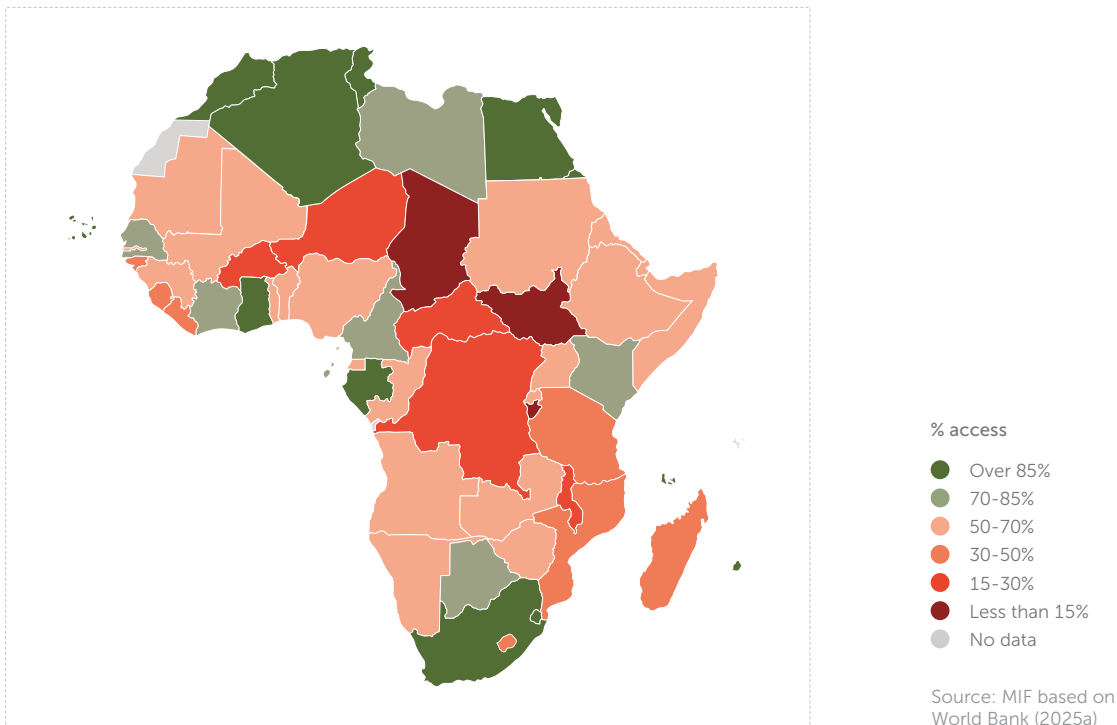 % access
Over 85%
70-85%
50-70%
30-50%
15-30%
Less than 15%
No data
Source: MIF based on
World Bank (2025a)